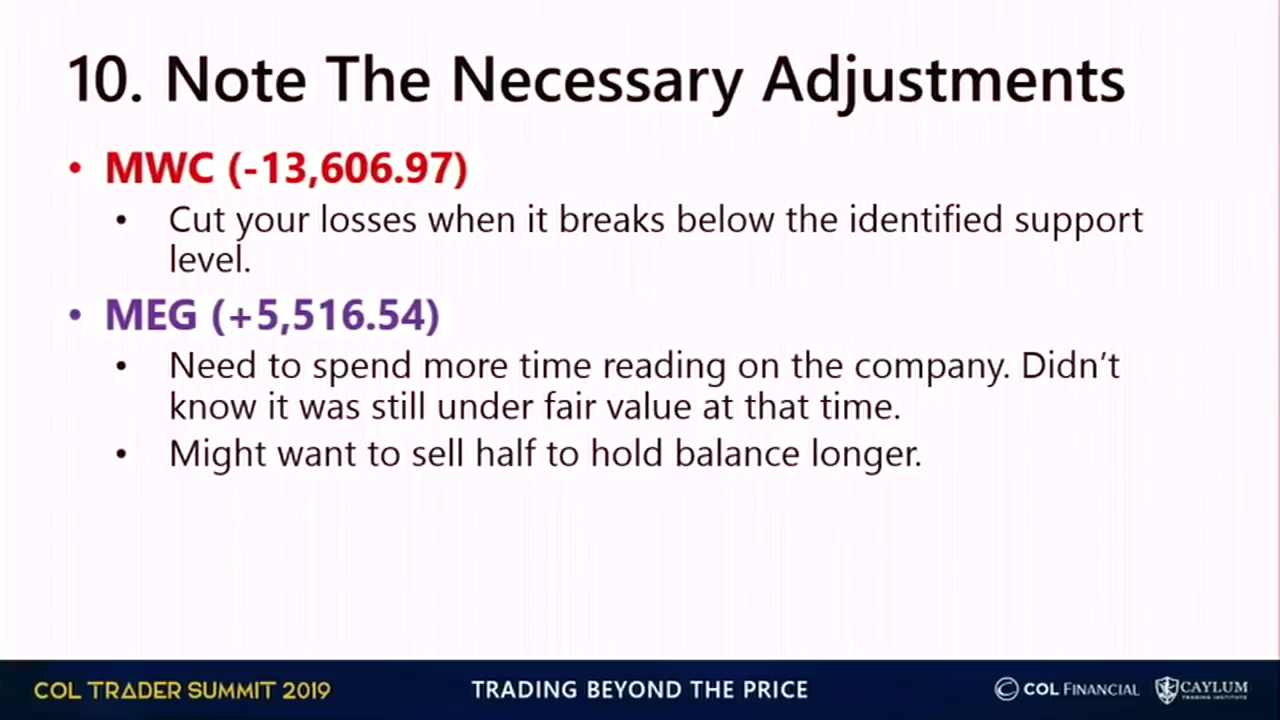 10. Note The Necessary Adjustments
• MWC (-13,606.97)
• Cut your losses when it breaks below the identified support
level.
• MEG (+5,516.54)
• Need to spend more time reading on the company. Didn’t
know it was still under fair value at that time.
• Might want to sell half to hold balance longer.
COL TRADER SUMMIT 2019
TRADING BEYOND THE PRICE
COL FINANCIAL
CAYLUM
TRADING INSTITUTE